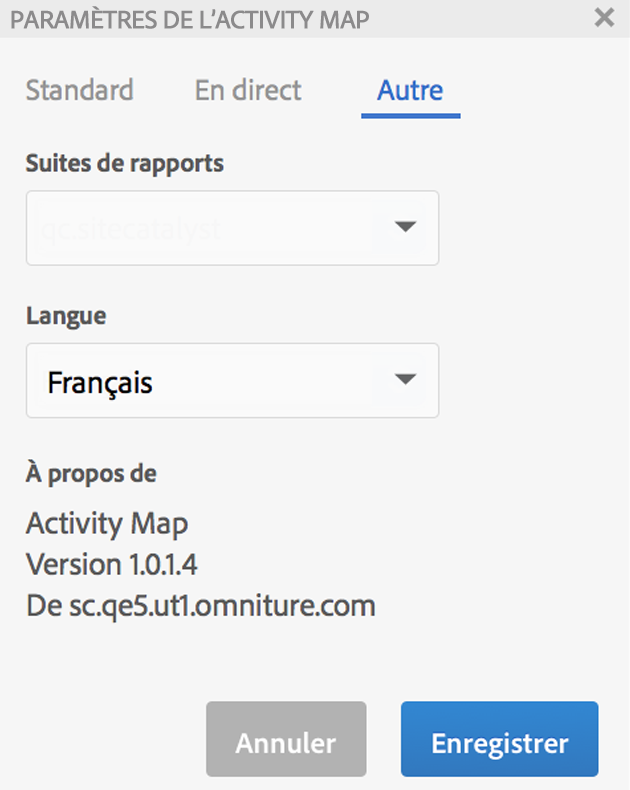 PARAMÈTRES DE L'ACTIVITY MAP
Standard En direct Autre
Suites de rapports
qc.sitecatalyst
Langue
Français
À propos de
Activity Map
Version 1.0.1.4
De sc.qe5.ut1.omniture.com
Annuler Enregistrer